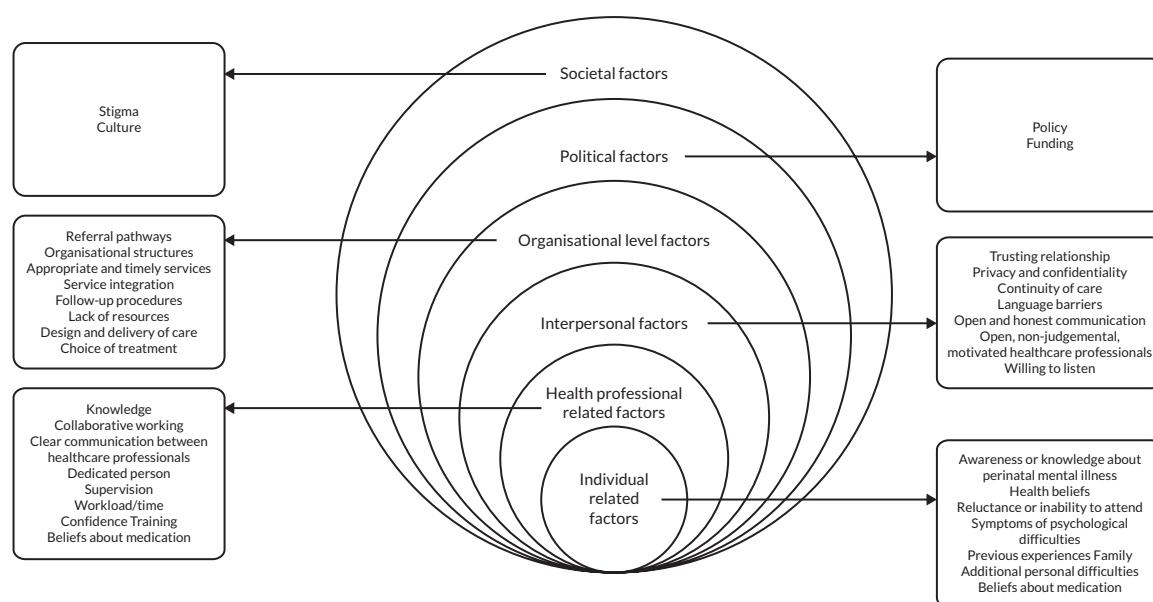 Societal factors
Stigma
Culture
Political factors
Policy
Funding
Organisational level factors
Referral pathways
Organisational structures
Appropriate and timely services
Service integration
Follow-up procedures
Lack of resources
Design and delivery of care
Choice of treatment
Interpersonal factors
Trusting relationship
Privacy and confidentiality
Continuity of care
Language barriers
Open and honest communication
Open, non-judgemental,
motivated healthcare professionals
Willing to listen
Health professional
related factors
Knowledge
Collaborative working
Clear communication between
healthcare professionals
Dedicated person
Supervision
Workload/time
Confidence Training
Beliefs about medication
Individual
related
factors
Awareness or knowledge about
perinatal mental illness
Health beliefs
Reluctance or inability to attend
Symptoms of psychological
difficulties
Previous experiences Family
Additional personal difficulties
Beliefs about medication